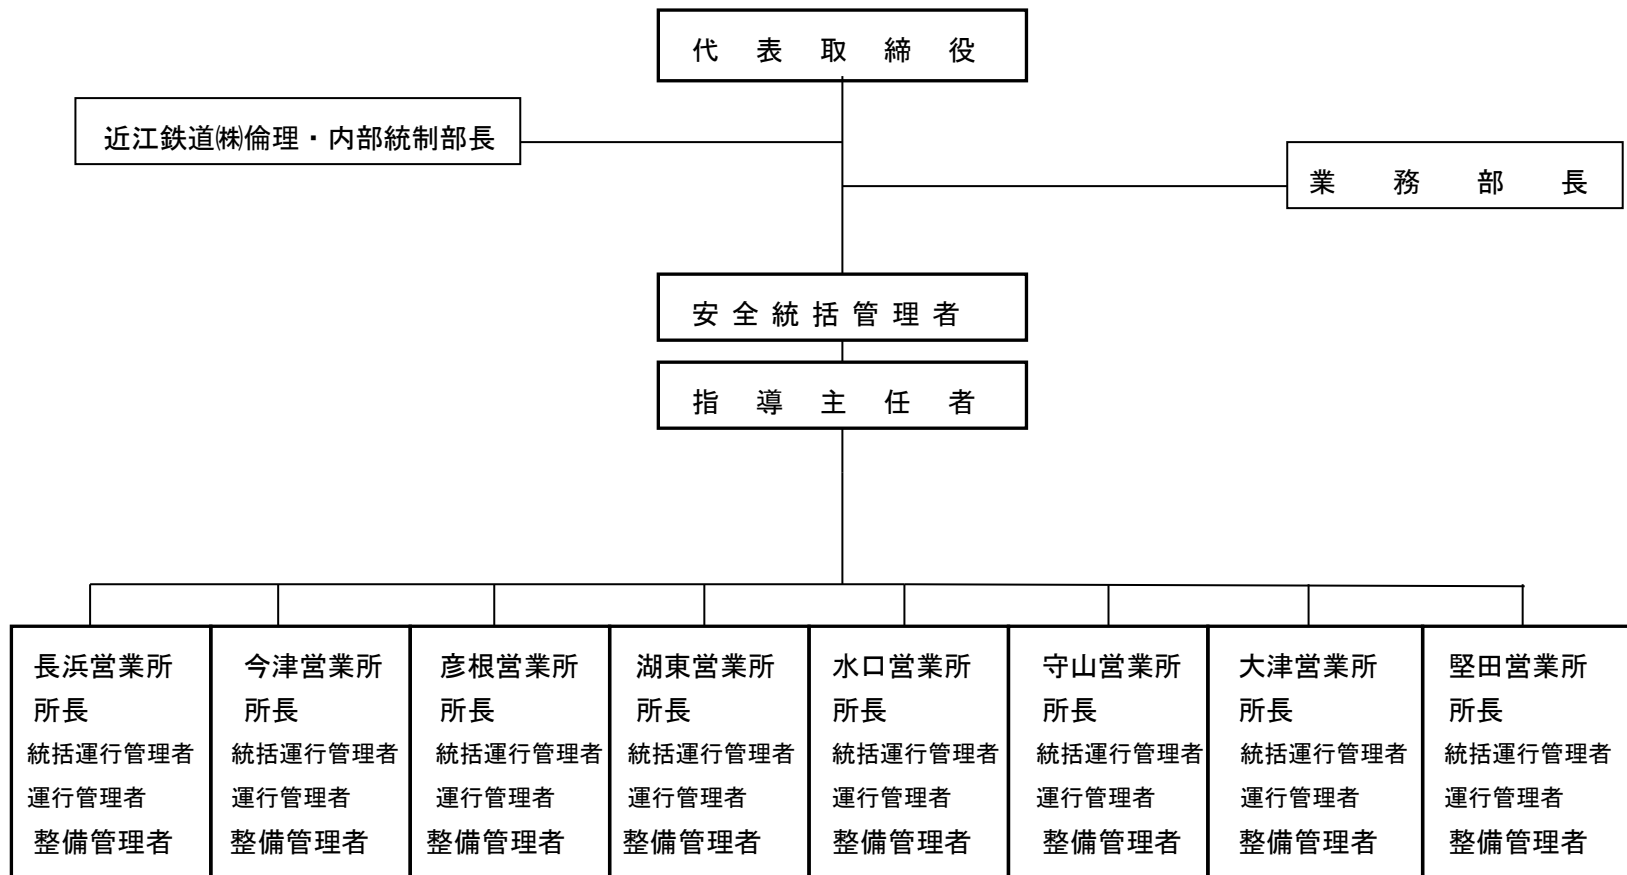 代表取締役
近江鉄道㈱倫理・内部統制部長
業務部長
安全統括管理者
指導主任者
長浜営業所
所長
統括運行管理者
運行管理者
整備管理者
今津営業所
所長
統括運行管理者
運行管理者
整備管理者
彦根営業所
所長
統括運行管理者
運行管理者
整備管理者
湖東営業所
所長
統括運行管理者
運行管理者
整備管理者
水口営業所
所長
統括運行管理者
運行管理者
整備管理者
守山営業所
所長
統括運行管理者
運行管理者
整備管理者
大津営業所
所長
統括運行管理者
運行管理者
整備管理者
堅田営業所
所長
統括運行管理者
運行管理者
整備管理者